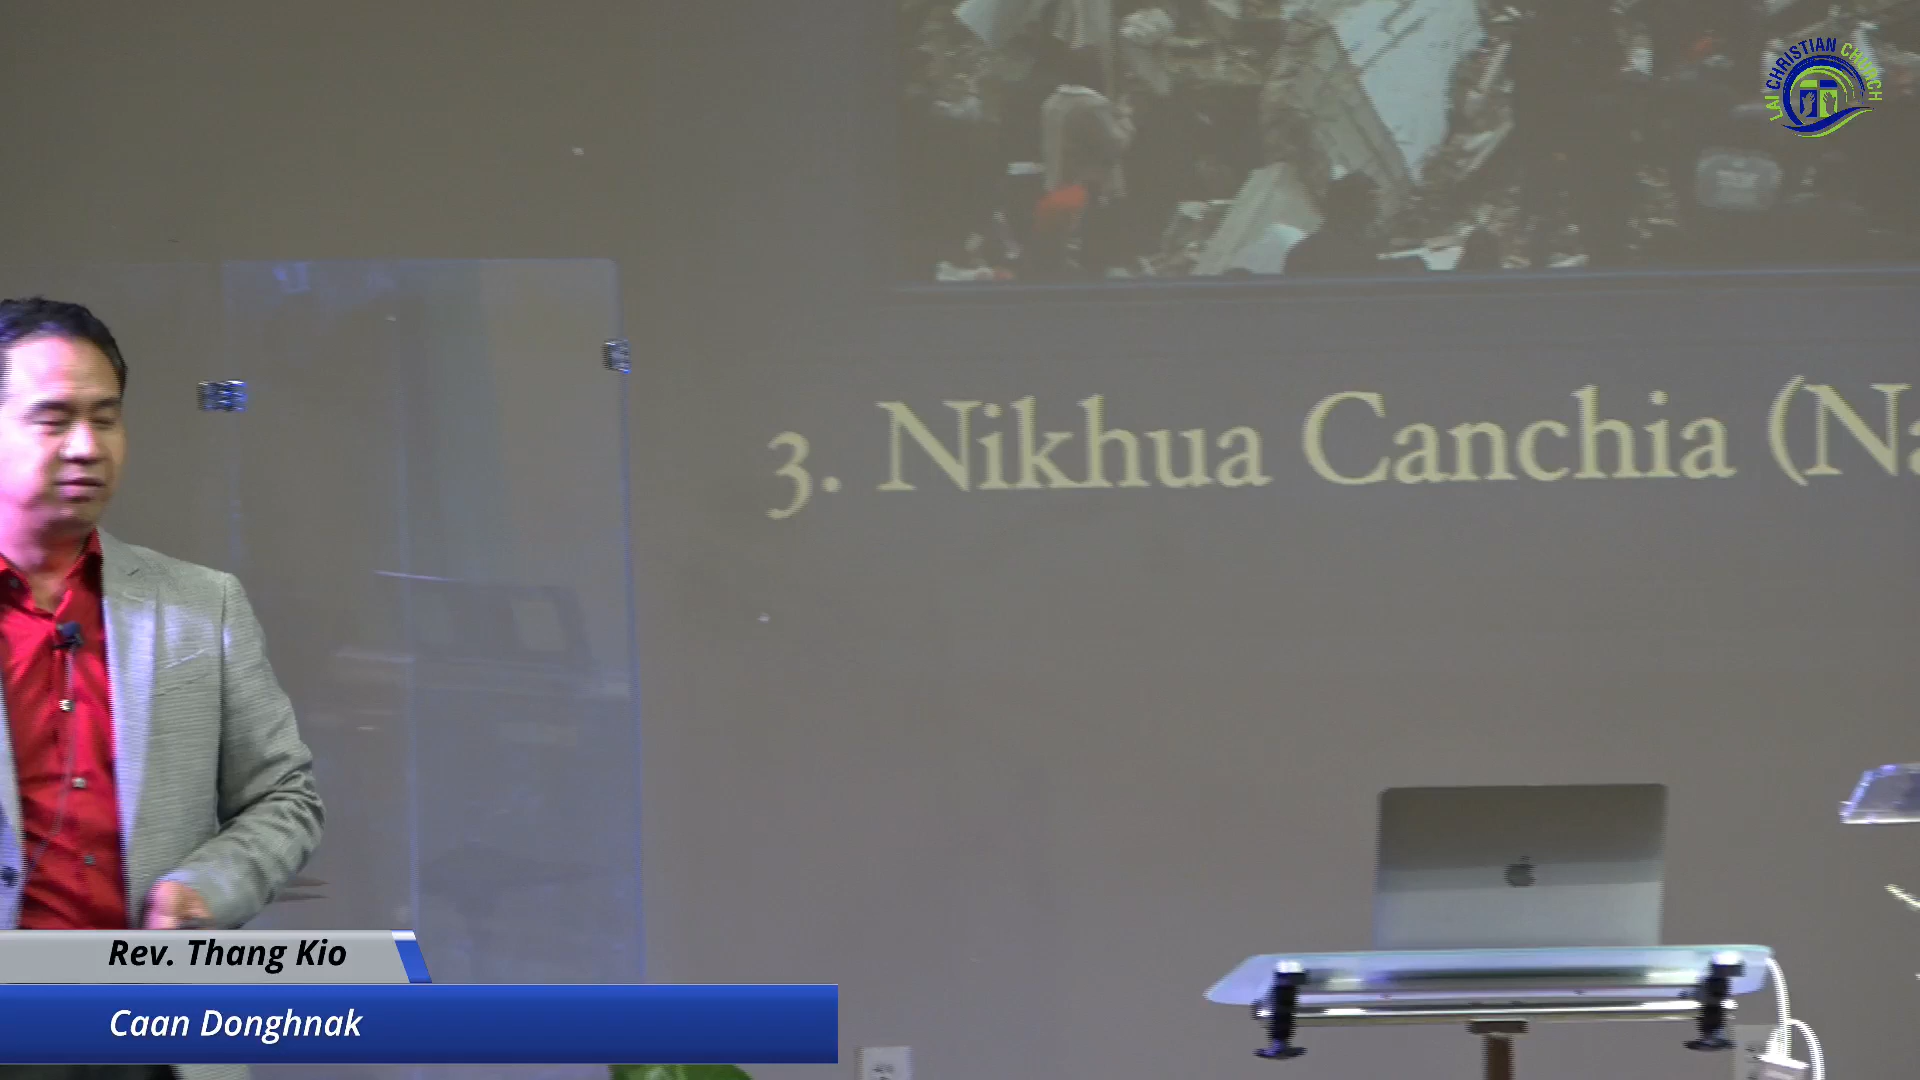 LAI CHRISTIAN CHURCH
3. Nikhua Canchia (Na
Rev. Thang Kio
Caan Donghnak